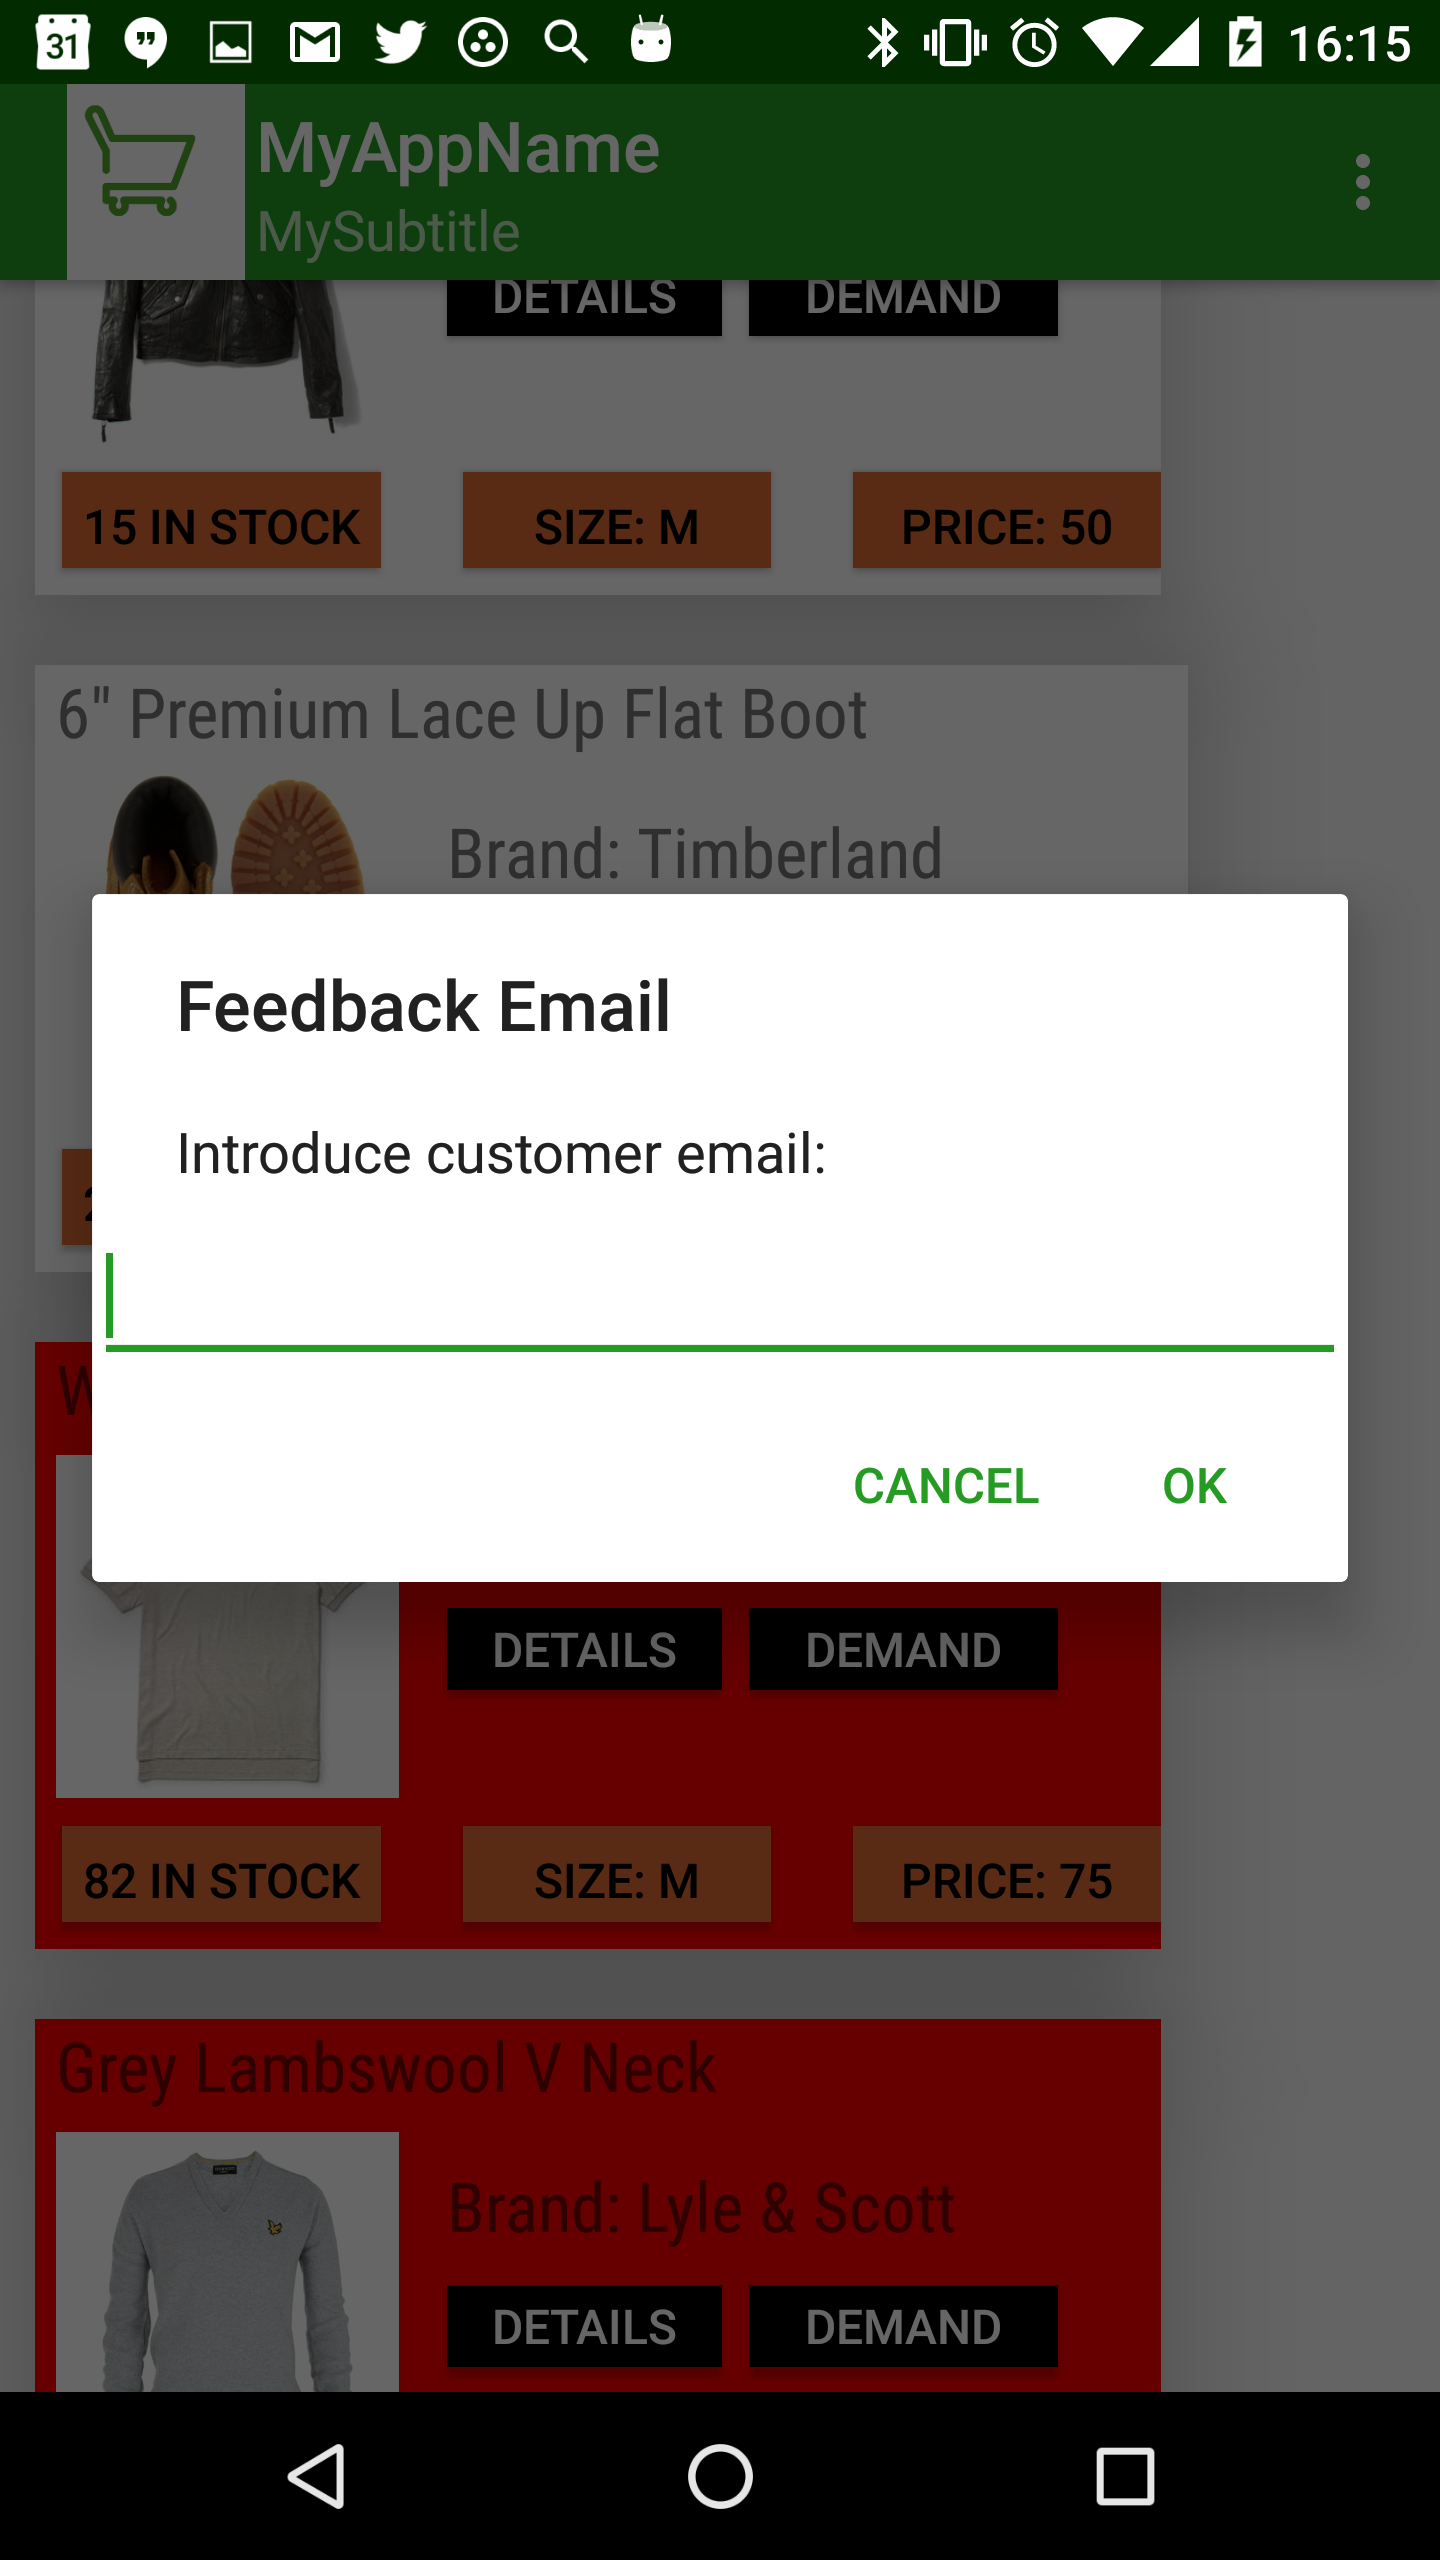 31 16:15
MyAppName
MySubtitle
DETAILS DEMAND
15 IN STOCK SIZE: M PRICE: 50
6" Premium Lace Up Flat Boot
Brand: Timberland
Feedback Email
Introduce customer email:
CANCEL OK
DETAILS DEMAND
82 IN STOCK SIZE: M PRICE: 75
Grey Lambswool V Neck
Brand: Lyle & Scott
DETAILS DEMAND